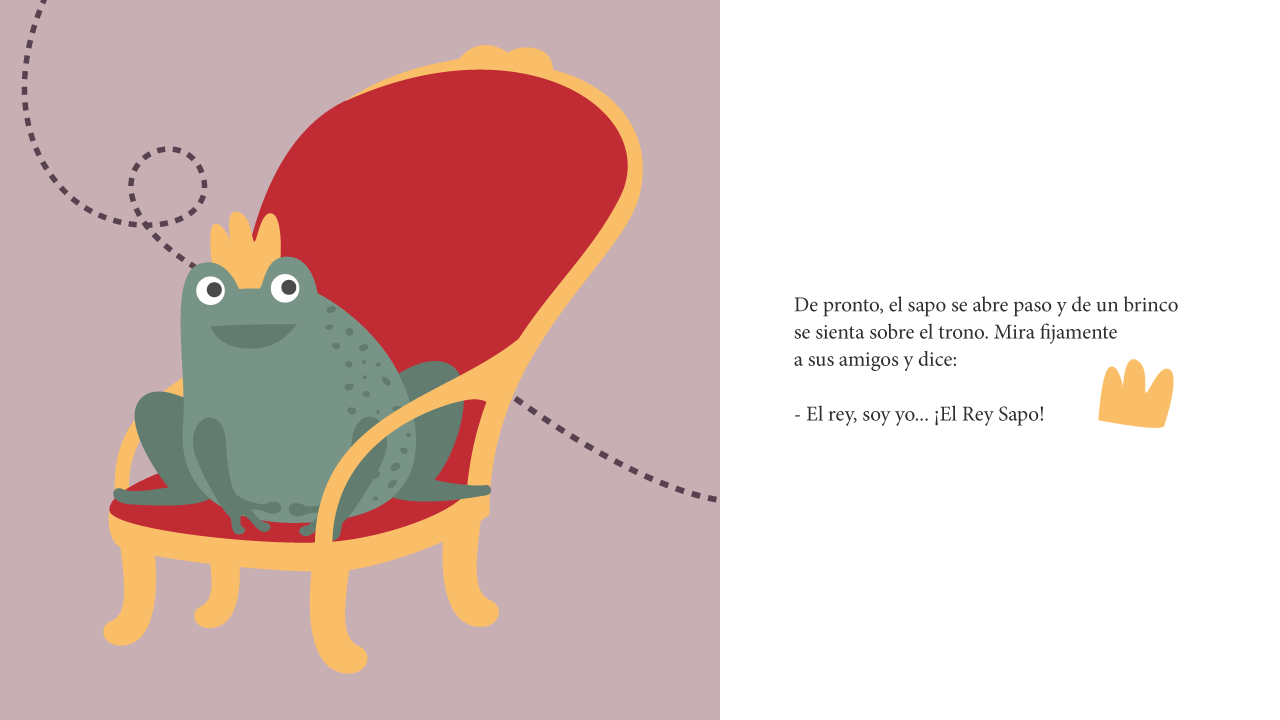 De pronto, el sapo se abre paso y de un brinco
se sienta sobre el trono. Mira fijamente
a sus amigos y dice:
- El rey, soy yo... ¡El Rey Sapo!